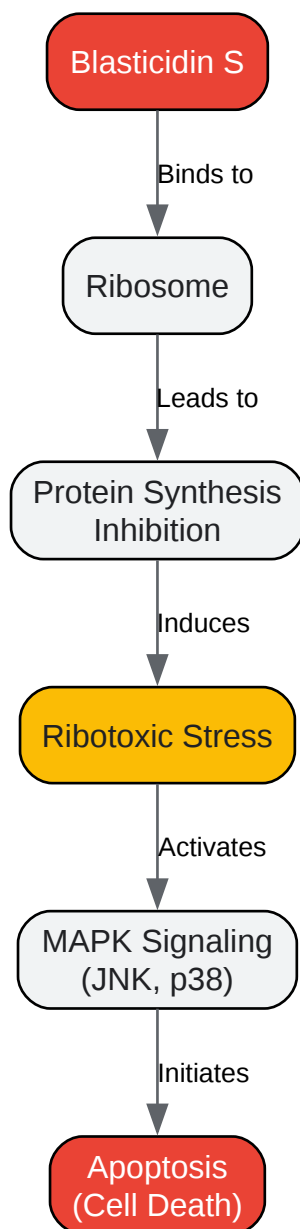 Blasticidin S
Binds to
Ribosome
Leads to
Protein Synthesis
Inhibition
Induces
Ribotoxic Stress
Activates
MAPK Signaling
(JNK, p38)
Initiates
Apoptosis
(Cell Death)